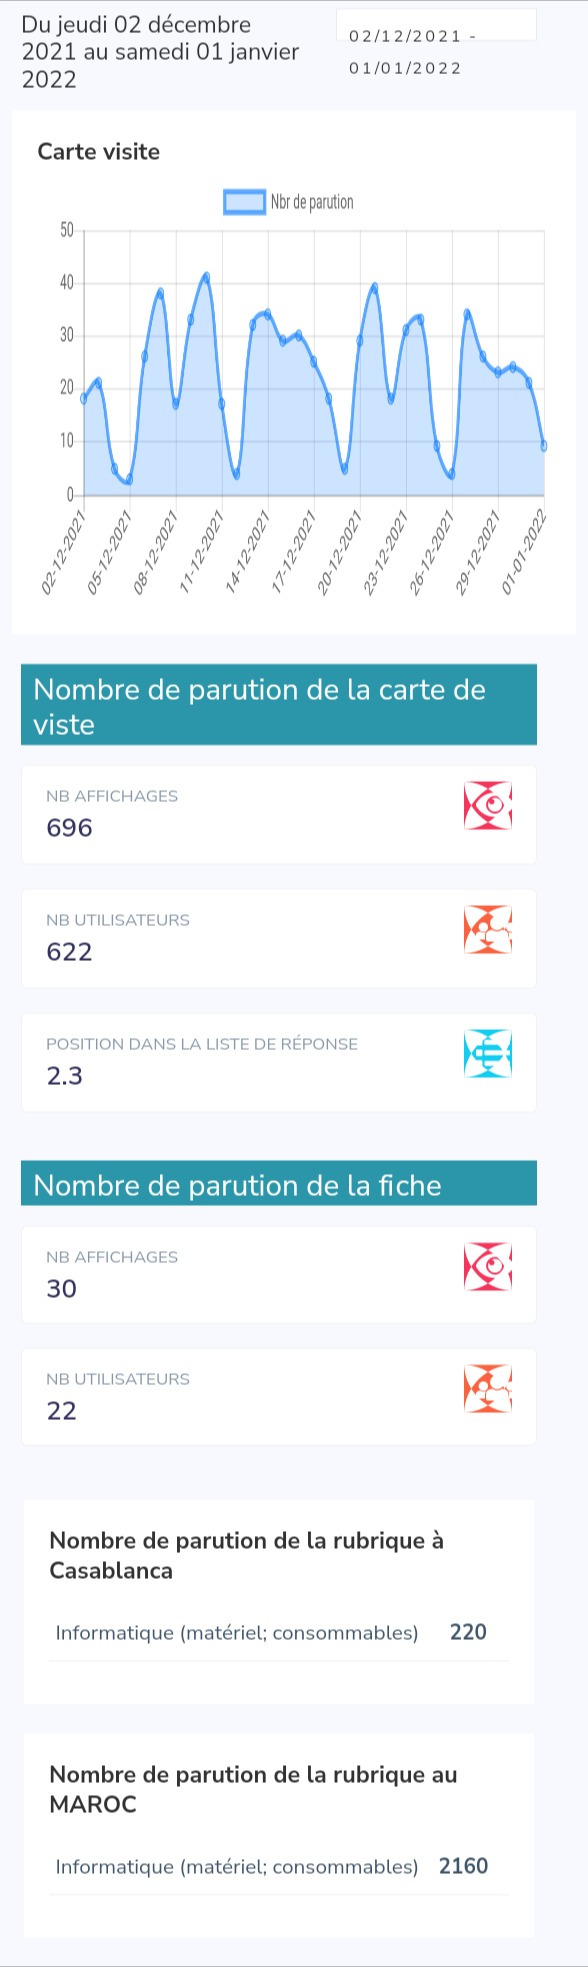 Du jeudi 02 décembre
2021 au samedi 01 janvier
2022
02/12/2021 -
01/01/2022
Carte visite
Nbr de parution
50
40
30
20
10
0
02-12-2021
05-12-2021
08-12-2021
11-12-2021
14-12-2021
17-12-2021
20-12-2021
23-12-2021
26-12-2021
29-12-2021
01-01-2022
Nombre de parution de la carte de
viste
NB AFFICHAGES
696
NB UTILISATEURS
622
POSITION DANS LA LISTE DE RÉPONSE
2.3
Nombre de parution de la fiche
NB AFFICHAGES
30
NB UTILISATEURS
22
Nombre de parution de la rubrique à
Casablanca
Informatique (matériel; consommables) 220
Nombre de parution de la rubrique au
MAROC
Informatique (matériel; consommables) 2160